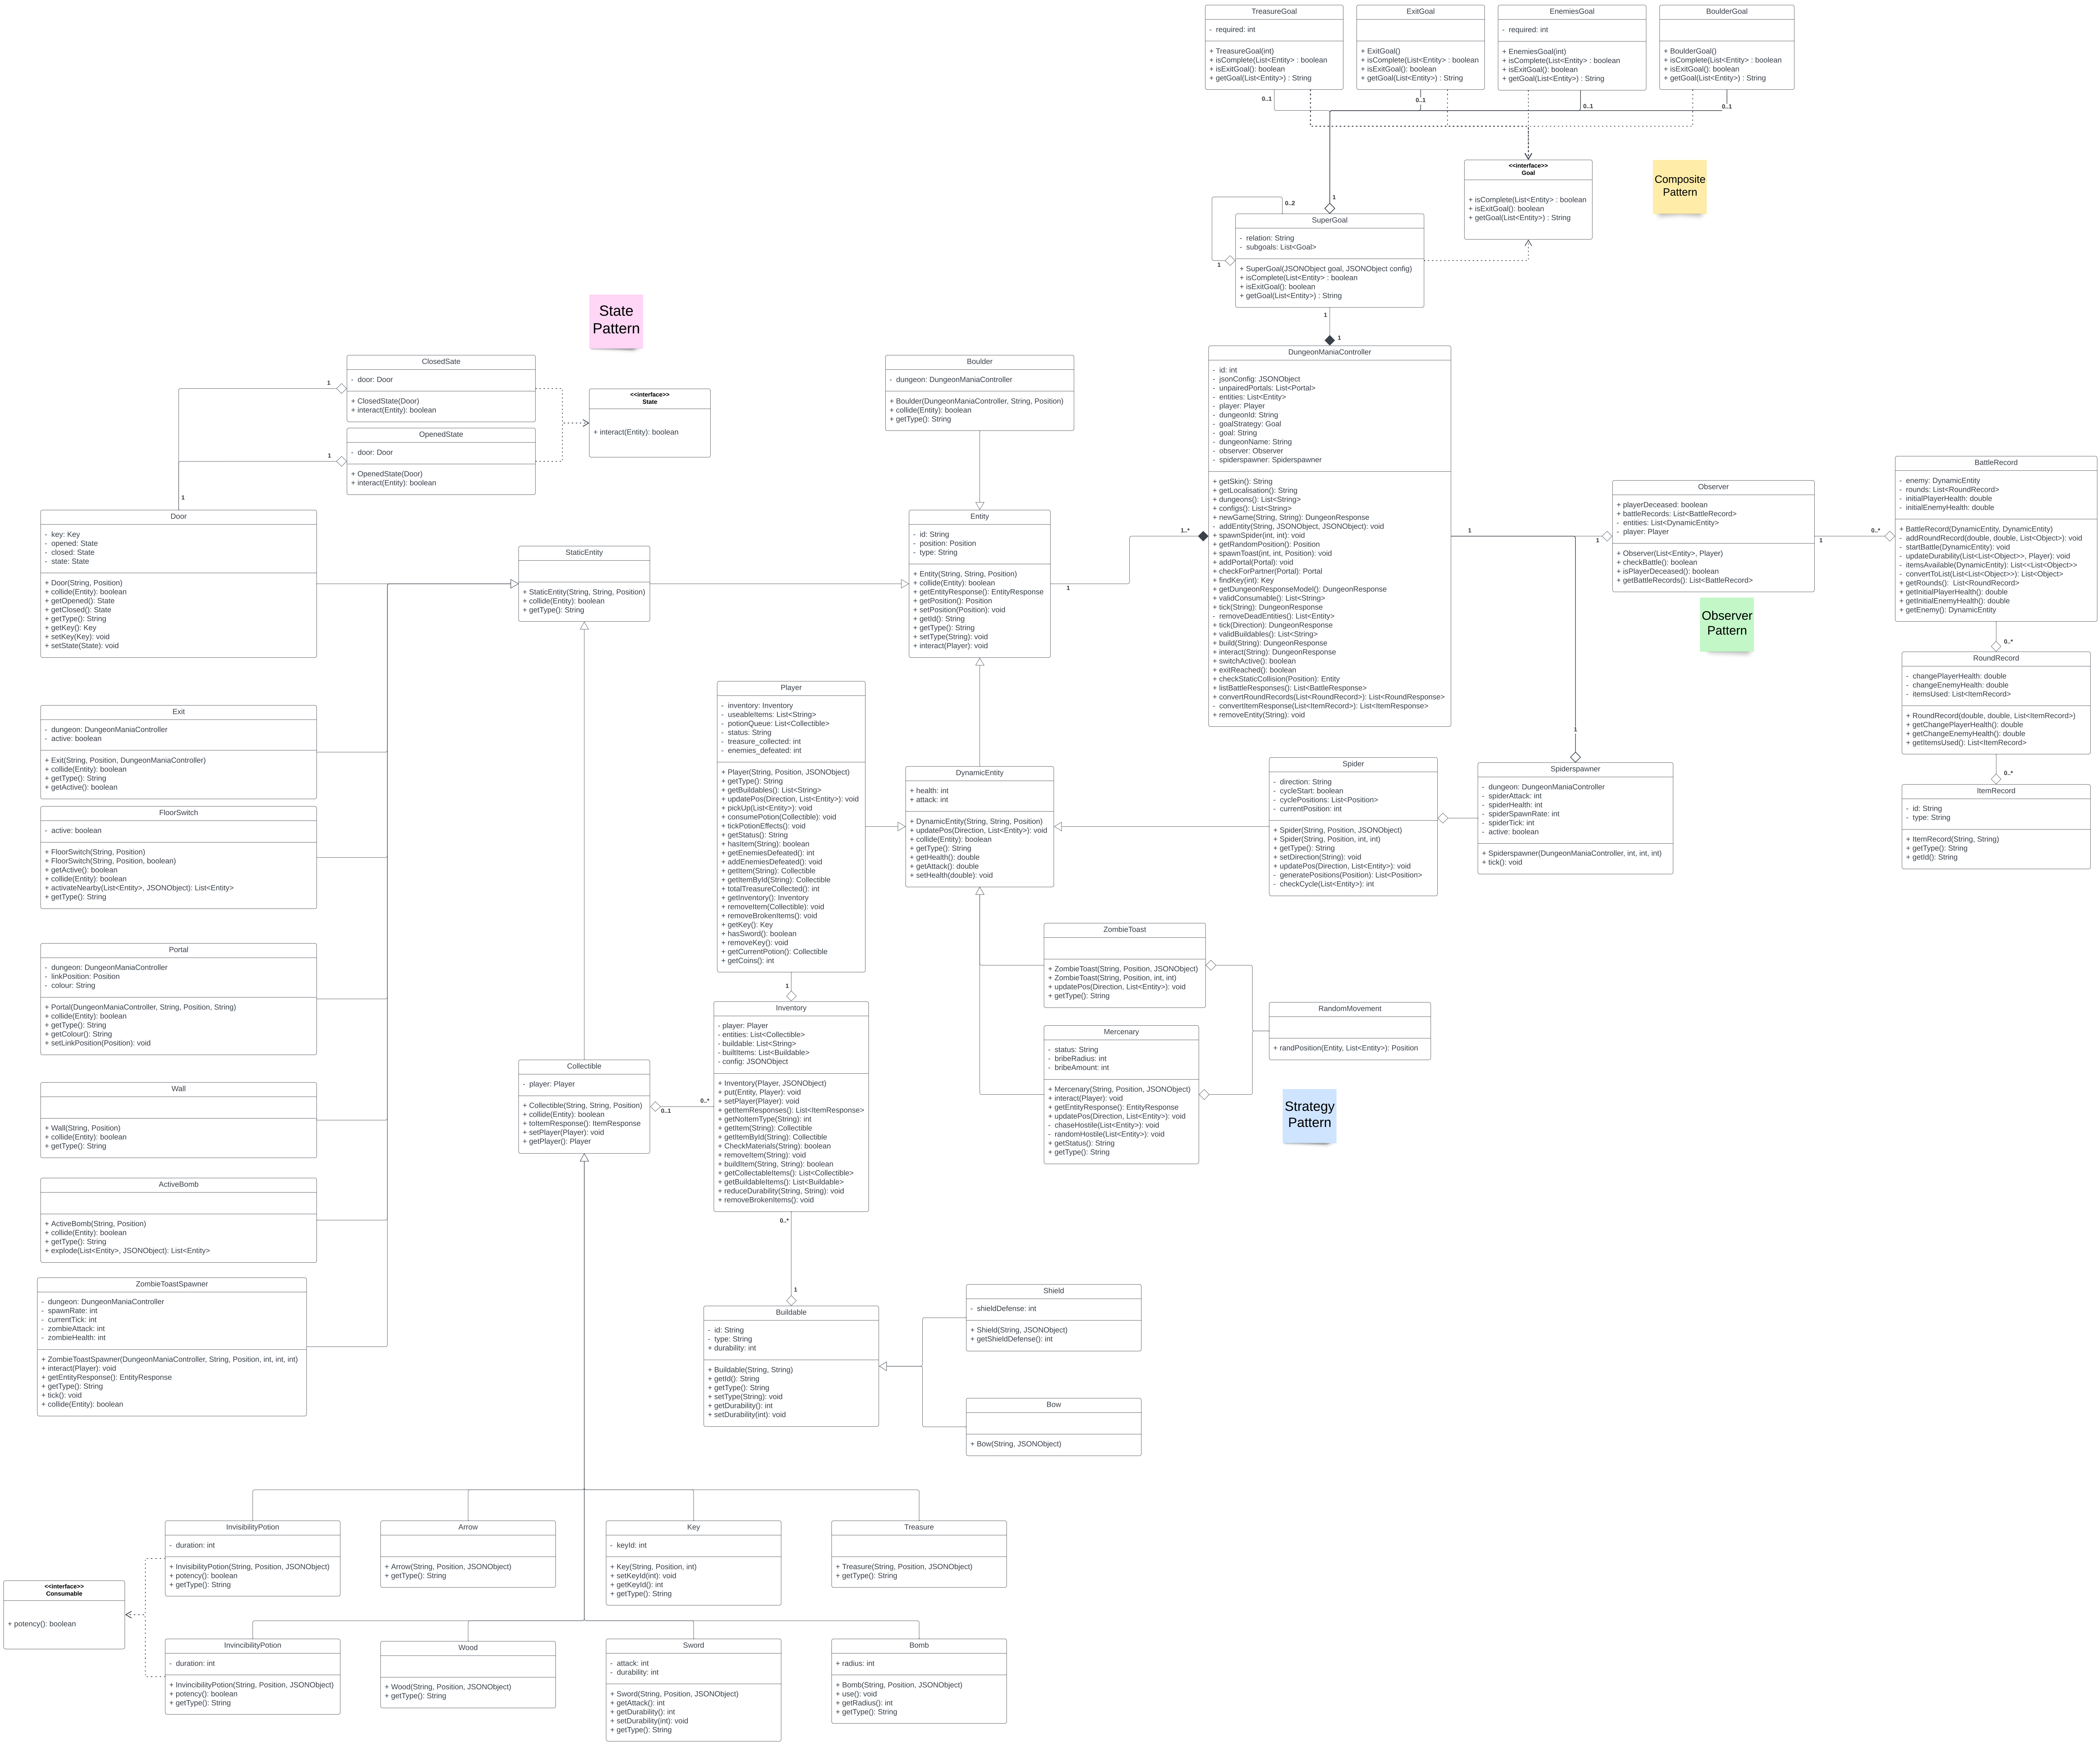 TreasureGoal
- required: int
+ TreasureGoal(int)
+ isComplete(List<Entity> : boolean
+ isExitGoal(): boolean
+ getGoal(List<Entity>) : String
ExitGoal
+ ExitGoal()
+ isComplete(List<Entity> : boolean
+ isExitGoal(): boolean
+ getGoal(List<Entity>) : String
EnemiesGoal
- required: int
+ EnemiesGoal(int)
+ isComplete(List<Entity> : boolean
+ isExitGoal(): boolean
+ getGoal(List<Entity>) : String
BoulderGoal
+ BoulderGoal()
+ isComplete(List<Entity> : boolean
+ isExitGoal(): boolean
+ getGoal(List<Entity>) : String
0..1
0..1
0..1
0..1
<<interface>>
Goal
+ isComplete(List<Entity> : boolean
+ isExitGoal(): boolean
+ getGoal(List<Entity>) : String
Composite
Pattern
0..2
1
1
SuperGoal
- relation: String
- subgoals: List<Goal>
+ SuperGoal(JSONObject goal, JSONObject config)
+ isComplete(List<Entity> : boolean
+ isExitGoal(): boolean
+ getGoal(List<Entity>) : String
1
1
State
Pattern
ClosedSate
- door: Door
+ ClosedState(Door)
+ interact(Entity): boolean
1
OpenedState
- door: Door
+ OpenedState(Door)
+ interact(Entity): boolean
1
1
<<interface>>
State
+ interact(Entity): boolean
Boulder
- dungeon: DungeonManiaController
+ Boulder(DungeonManiaController, String, Position)
+ collide(Entity): boolean
+ getType(): String
DungeonManiaController
- id: int
- jsonConfig: JSONObject
- unpairedPortals: List<Portal>
- entities: List<Entity>
- player: Player
- dungeonId: String
- goalStrategy: Goal
- goal: String
- dungeonName: String
- observer: Observer
- spiderspawner: Spiderspawner
+ getSkin(): String
+ getLocalisation(): String
+ dungeons(): List<String>
+ configs(): List<String>
+ newGame(String, String): DungeonResponse
- addEntity(String, JSONObject, JSONObject): void
+ spawnSpider(int, int): void
+ getRandomPosition(): Position
+ spawnToast(int, int, Position): void
+ addPortal(Portal): void
+ checkForPartner(Portal): Portal
+ findKey(int): Key
+ getDungeonResponseModel(): DungeonResponse
+ validConsumable(): List<String>
+ tick(String): DungeonResponse
- removeDeadEntities(): List<Entity>
+ tick(Direction): DungeonResponse
+ validBuildables(): List<String>
+ build(String): DungeonResponse
+ interact(String): DungeonResponse
+ switchActive(): boolean
+ exitReached(): boolean
+ checkStaticCollision(Position): Entity
+ listBattleResponses(): List<BattleResponse>
+ convertRoundRecords(List<RoundRecord>): List<RoundResponse>
- convertItemResponse(List<ItemRecord>): List<ItemResponse>
+ removeEntity(String): void
1
1
1
Observer
+ playerDeceased: boolean
+ battleRecords: List<BattleRecord>
- entities: List<DynamicEntity>
- player: Player
+ Observer(List<Entity>, Player)
+ checkBattle(): boolean
+ isPlayerDeceased(): boolean
+ getBattleRecords(): List<BattleRecord>
Observer
Pattern
1
0..*
BattleRecord
- enemy: DynamicEntity
- rounds: List<RoundRecord>
- initialPlayerHealth: double
- initialEnemyHealth: double
+ BattleRecord(DynamicEntity, DynamicEntity)
- addRoundRecord(double, double, List<Object>): void
- startBattle(DynamicEntity): void
- updateDurability(List<List<Object>>, Player): void
- itemsAvailable(DynamicEntity): List<<List<Object>>
- convertToList(List<List<Object>>): List<Object>
+ getRounds():  List<RoundRecord>
+ getInitialPlayerHealth(): double
+ getInitialEnemyHealth(): double
+ getEnemy(): DynamicEntity
0..*
RoundRecord
- changePlayerHealth: double
- changeEnemyHealth: double
- itemsUsed: List<ItemRecord>
+ RoundRecord(double, double, List<ItemRecord>)
+ getChangePlayerHealth(): double
+ getChangeEnemyHealth(): double
+ getItemsUsed(): List<ItemRecord>
0..*
ItemRecord
- id: String
- type: String
+ ItemRecord(String, String)
+ getType(): String
+ getId(): String
Door
- key: Key
- opened: State
- closed: State
- state: State
+ Door(String, Position)
+ collide(Entity): boolean
+ getOpened(): State
+ getClosed(): State
+ getType(): String
+ getKey(): Key
+ setKey(Key): void
+ setState(State): void
StaticEntity
+ StaticEntity(String, String, Position)
+ collide(Entity): boolean
+ getType(): String
Entity
- id: String
- position: Position
- type: String
+ Entity(String, String, Position)
+ collide(Entity): boolean
+ getEntityResponse(): EntityResponse
+ getPosition(): Position
+ setPosition(Position): void
+ getId(): String
+ getType(): String
+ setType(String): void
+ interact(Player): void
1
1..*
Exit
- dungeon: DungeonManiaController
- active: boolean
+ Exit(String, Position, DungeonManiaController)
+ collide(Entity): boolean
+ getType(): String
+ getActive(): boolean
FloorSwitch
- active: boolean
+ FloorSwitch(String, Position)
+ FloorSwitch(String, Position, boolean)
+ getActive(): boolean
+ collide(Entity): boolean
+ activateNearby(List<Entity>, JSONObject): List<Entity>
+ getType(): String
Portal
- dungeon: DungeonManiaController
- linkPosition: Position
- colour: String
+ Portal(DungeonManiaController, String, Position, String)
+ collide(Entity): boolean
+ getType(): String
+ getColour(): String
+ setLinkPosition(Position): void
Wall
+ Wall(String, Position)
+ collide(Entity): boolean
+ getType(): String
ActiveBomb
+ ActiveBomb(String, Position)
+ collide(Entity): boolean
+ getType(): String
+ explode(List<Entity>, JSONObject): List<Entity>
ZombieToastSpawner
- dungeon: DungeonManiaController
- spawnRate: int
- currentTick: int
- zombieAttack: int
- zombieHealth: int
+ ZombieToastSpawner(DungeonManiaController, String, Position, int, int, int)
+ interact(Player): void
+ getEntityResponse(): EntityResponse
+ getType(): String
+ tick(): void
+ collide(Entity): boolean
Player
- inventory: Inventory
- useableItems: List<String>
- potionQueue: List<Collectible>
- status: String
- treasure_collected: int
- enemies_defeated: int
+ Player(String, Position, JSONObject)
+ getType(): String
+ getBuildables(): List<String>
+ updatePos(Direction, List<Entity>): void
+ pickUp(List<Entity>): void
+ consumePotion(Collectible): void
+ tickPotionEffects(): void
+ getStatus(): String
+ hasItem(String): boolean
+ getEnemiesDefeated(): int
+ addEnemiesDefeated(): void
+ getItem(String): Collectible
+ getItemById(String): Collectible
+ totalTreasureCollected(): int
+ getInventory(): Inventory
+ removeItem(Collectible): void
+ removeBrokenItems(): void
+ getKey(): Key
+ hasSword(): boolean
+ removeKey(): void
+ getCurrentPotion(): Collectible
+ getCoins(): int
1
DynamicEntity
+ health: int
+ attack: int
+ DynamicEntity(String, String, Position)
+ updatePos(Direction, List<Entity>): void
+ collide(Entity): boolean
+ getType(): String
+ getHealth(): double
+ getAttack(): double
+ setHealth(double): void
Spider
- direction: String
- cycleStart: boolean
- cyclePositions: List<Position>
- currentPosition: int
+ Spider(String, Position, JSONObject)
+ Spider(String, Position, int, int)
+ getType(): String
+ setDirection(String): void
+ updatePos(Direction, List<Entity>): void
- generatePositions(Position): List<Position>
- checkCycle(List<Entity>): int
Spiderspawner
- dungeon: DungeonManiaController
- spiderAttack: int
- spiderHealth: int
- spiderSpawnRate: int
- spiderTick: int
- active: boolean
+ Spiderspawner(DungeonManiaController, int, int, int)
+ tick(): void
ZombieToast
+ ZombieToast(String, Position, JSONObject)
+ ZombieToast(String, Position, int, int)
+ updatePos(Direction, List<Entity>): void
+ getType(): String
Mercenary
- status: String
- bribeRadius: int
- bribeAmount: int
+ Mercenary(String, Position, JSONObject)
+ interact(Player): void
+ getEntityResponse(): EntityResponse
+ updatePos(Direction, List<Entity>): void
- chaseHostile(List<Entity>): void
- randomHostile(List<Entity>): void
+ getStatus(): String
+ getType(): String
RandomMovement
+ randPosition(Entity, List<Entity>): Position
Strategy
Pattern
Inventory
- player: Player
- entities: List<Collectible>
- buildable: List<String>
- builtItems: List<Buildable>
- config: JSONObject
+ Inventory(Player, JSONObject)
+ put(Entity, Player): void
+ setPlayer(Player): void
+ getItemResponses(): List<ItemResponse>
+ getNoItemType(String): int
+ getItem(String): Collectible
+ getItemById(String): Collectible
+ CheckMaterials(String): boolean
+ removeItem(String): void
+ buildItem(String, String): boolean
+ getCollectableItems(): List<Collectible>
+ getBuildableItems(): List<Buildable>
+ reduceDurability(String, String): void
+ removeBrokenItems(): void
0..*
Collectible
- player: Player
+ Collectible(String, String, Position)
+ collide(Entity): boolean
+ toItemResponse(): ItemResponse
+ setPlayer(Player): void
+ getPlayer(): Player
0..1
0..*
1
Buildable
- id: String
- type: String
+ durability: int
+ Buildable(String, String)
+ getId(): String
+ getType(): String
+ setType(String): void
+ getDurability(): int
+ setDurability(int): void
Shield
- shieldDefense: int
+ Shield(String, JSONObject)
+ getShieldDefense(): int
Bow
+ Bow(String, JSONObject)
InvisibilityPotion
- duration: int
+ InvisibilityPotion(String, Position, JSONObject)
+ potency(): boolean
+ getType(): String
Arrow
+ Arrow(String, Position, JSONObject)
+ getType(): String
Key
- keyId: int
+ Key(String, Position, int)
+ setKeyId(int): void
+ getKeyId(): int
+ getType(): String
Treasure
+ Treasure(String, Position, JSONObject)
+ getType(): String
<<interface>>
Consumable
+ potency(): boolean
InvincibilityPotion
- duration: int
+ InvincibilityPotion(String, Position, JSONObject)
+ potency(): boolean
+ getType(): String
Wood
+ Wood(String, Position, JSONObject)
+ getType(): String
Sword
- attack: int
- durability: int
+ Sword(String, Position, JSONObject)
+ getAttack(): int
+ getDurability(): int
+ setDurability(int): void
+ getType(): String
Bomb
+ radius: int
+ Bomb(String, Position, JSONObject)
+ use(): void
+ getRadius(): int
+ getType(): String